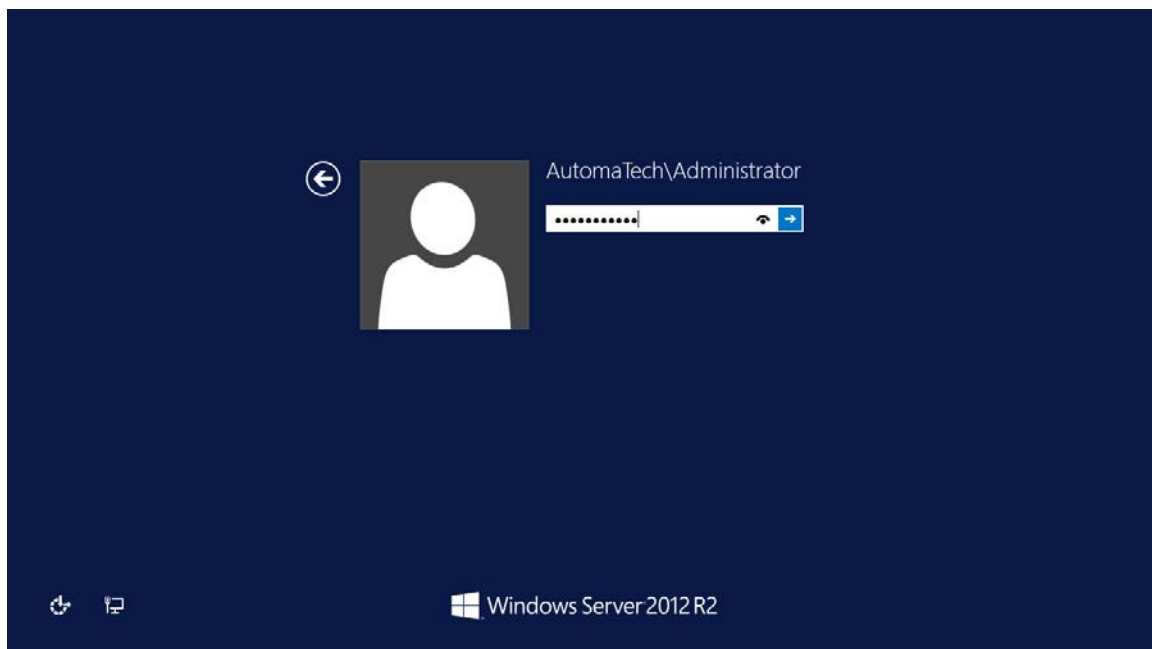 AutomaTech\Administrator
•••••••••••
Windows Server 2012 R2